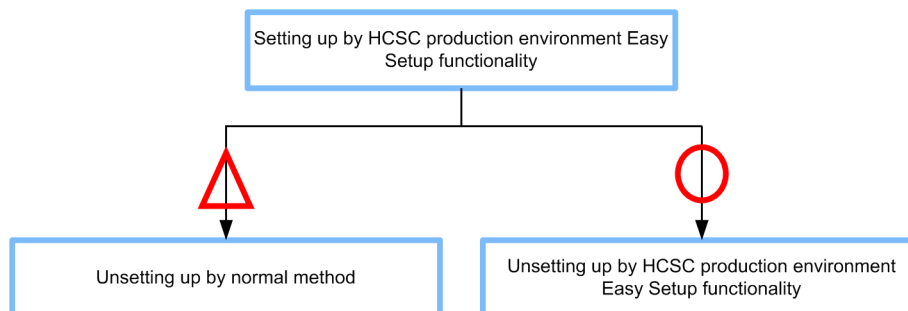 Setting up by HCSC production environment Easy
Setup functionality
Unsetting up by normal method
Unsetting up by HCSC production environment
Easy Setup functionality